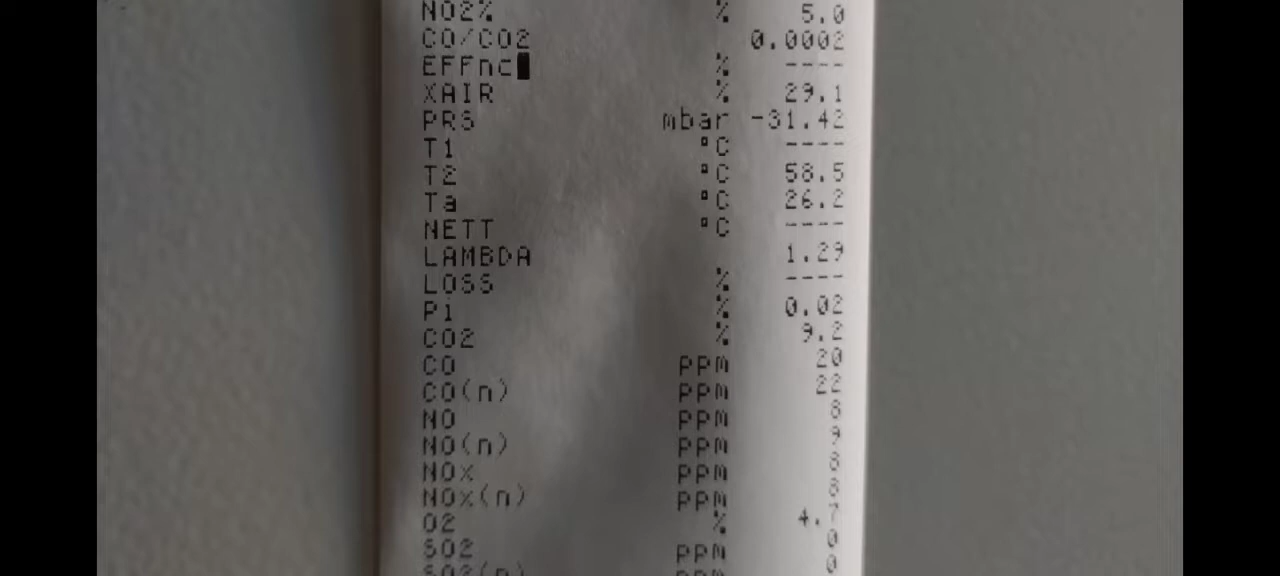 NO2% % 5.0
CO/CO2 0.0002
EFFnc % ----
XAIR % 29.1
PRS mbar -31.42
T1 °C ----
T2 °C 58.5
Ta °C 26.2
NETT °C ----
LAMBDA 1.29
LOSS % ----
Pi % 0.02
CO2 % 9.2
CO ppm 20
CO(n) ppm 22
NO ppm 8
NO(n) ppm 9
NOx ppm 8
NOx(n) ppm 8
O2 % 4.7
SO2 ppm 0
SO2(n) ppm 0